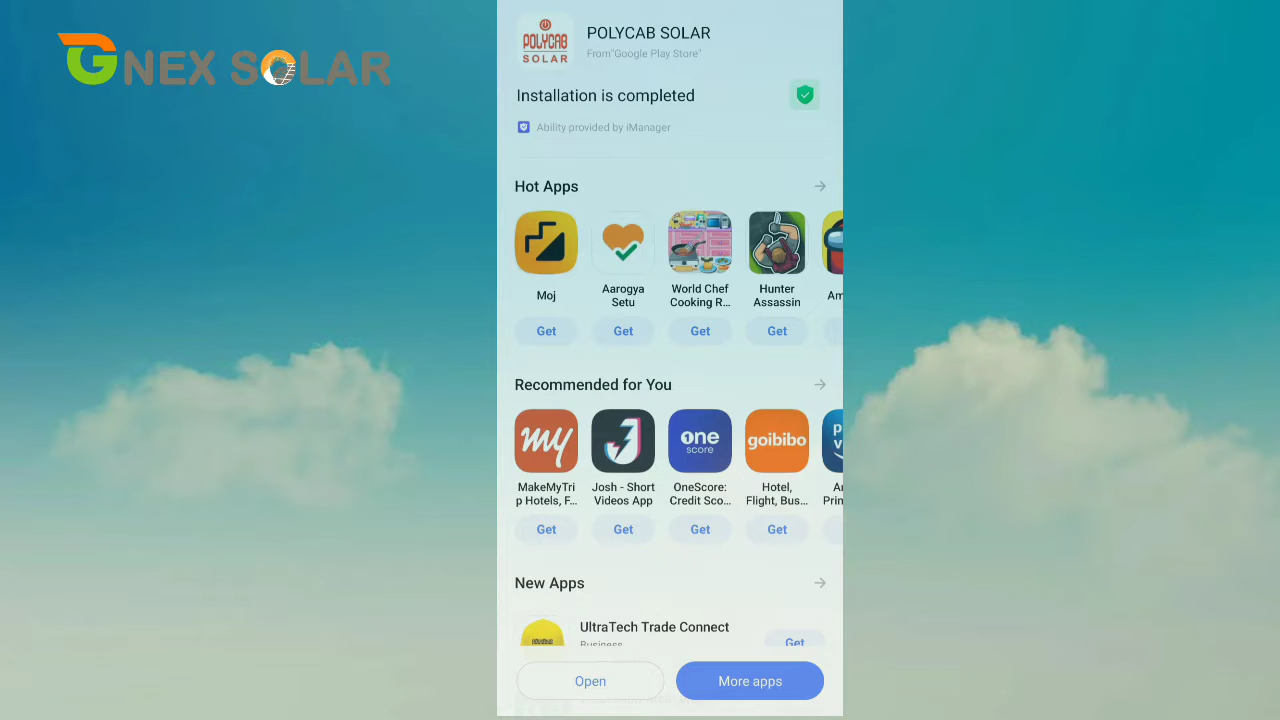 GNEX SOLAR
POLYCAB SOLAR
From"Google Play Store"
POLYCAB
SOLAR
Installation is completed
Ability provided by iManager
Hot Apps
Moj
Aarogya
Setu
World Chef
Cooking R...
Hunter
Assassin
Am
Get
Get
Get
Get
Recommended for You
my
one
score
goibibo
p
v
MakeMyTri
p Hotels, F...
Josh - Short
Videos App
OneScore:
Credit Sco...
Hotel,
Flight, Bus...
Prin
Get
Get
Get
Get
New Apps
UltraTech Trade Connect
Business
Get
Open
More apps